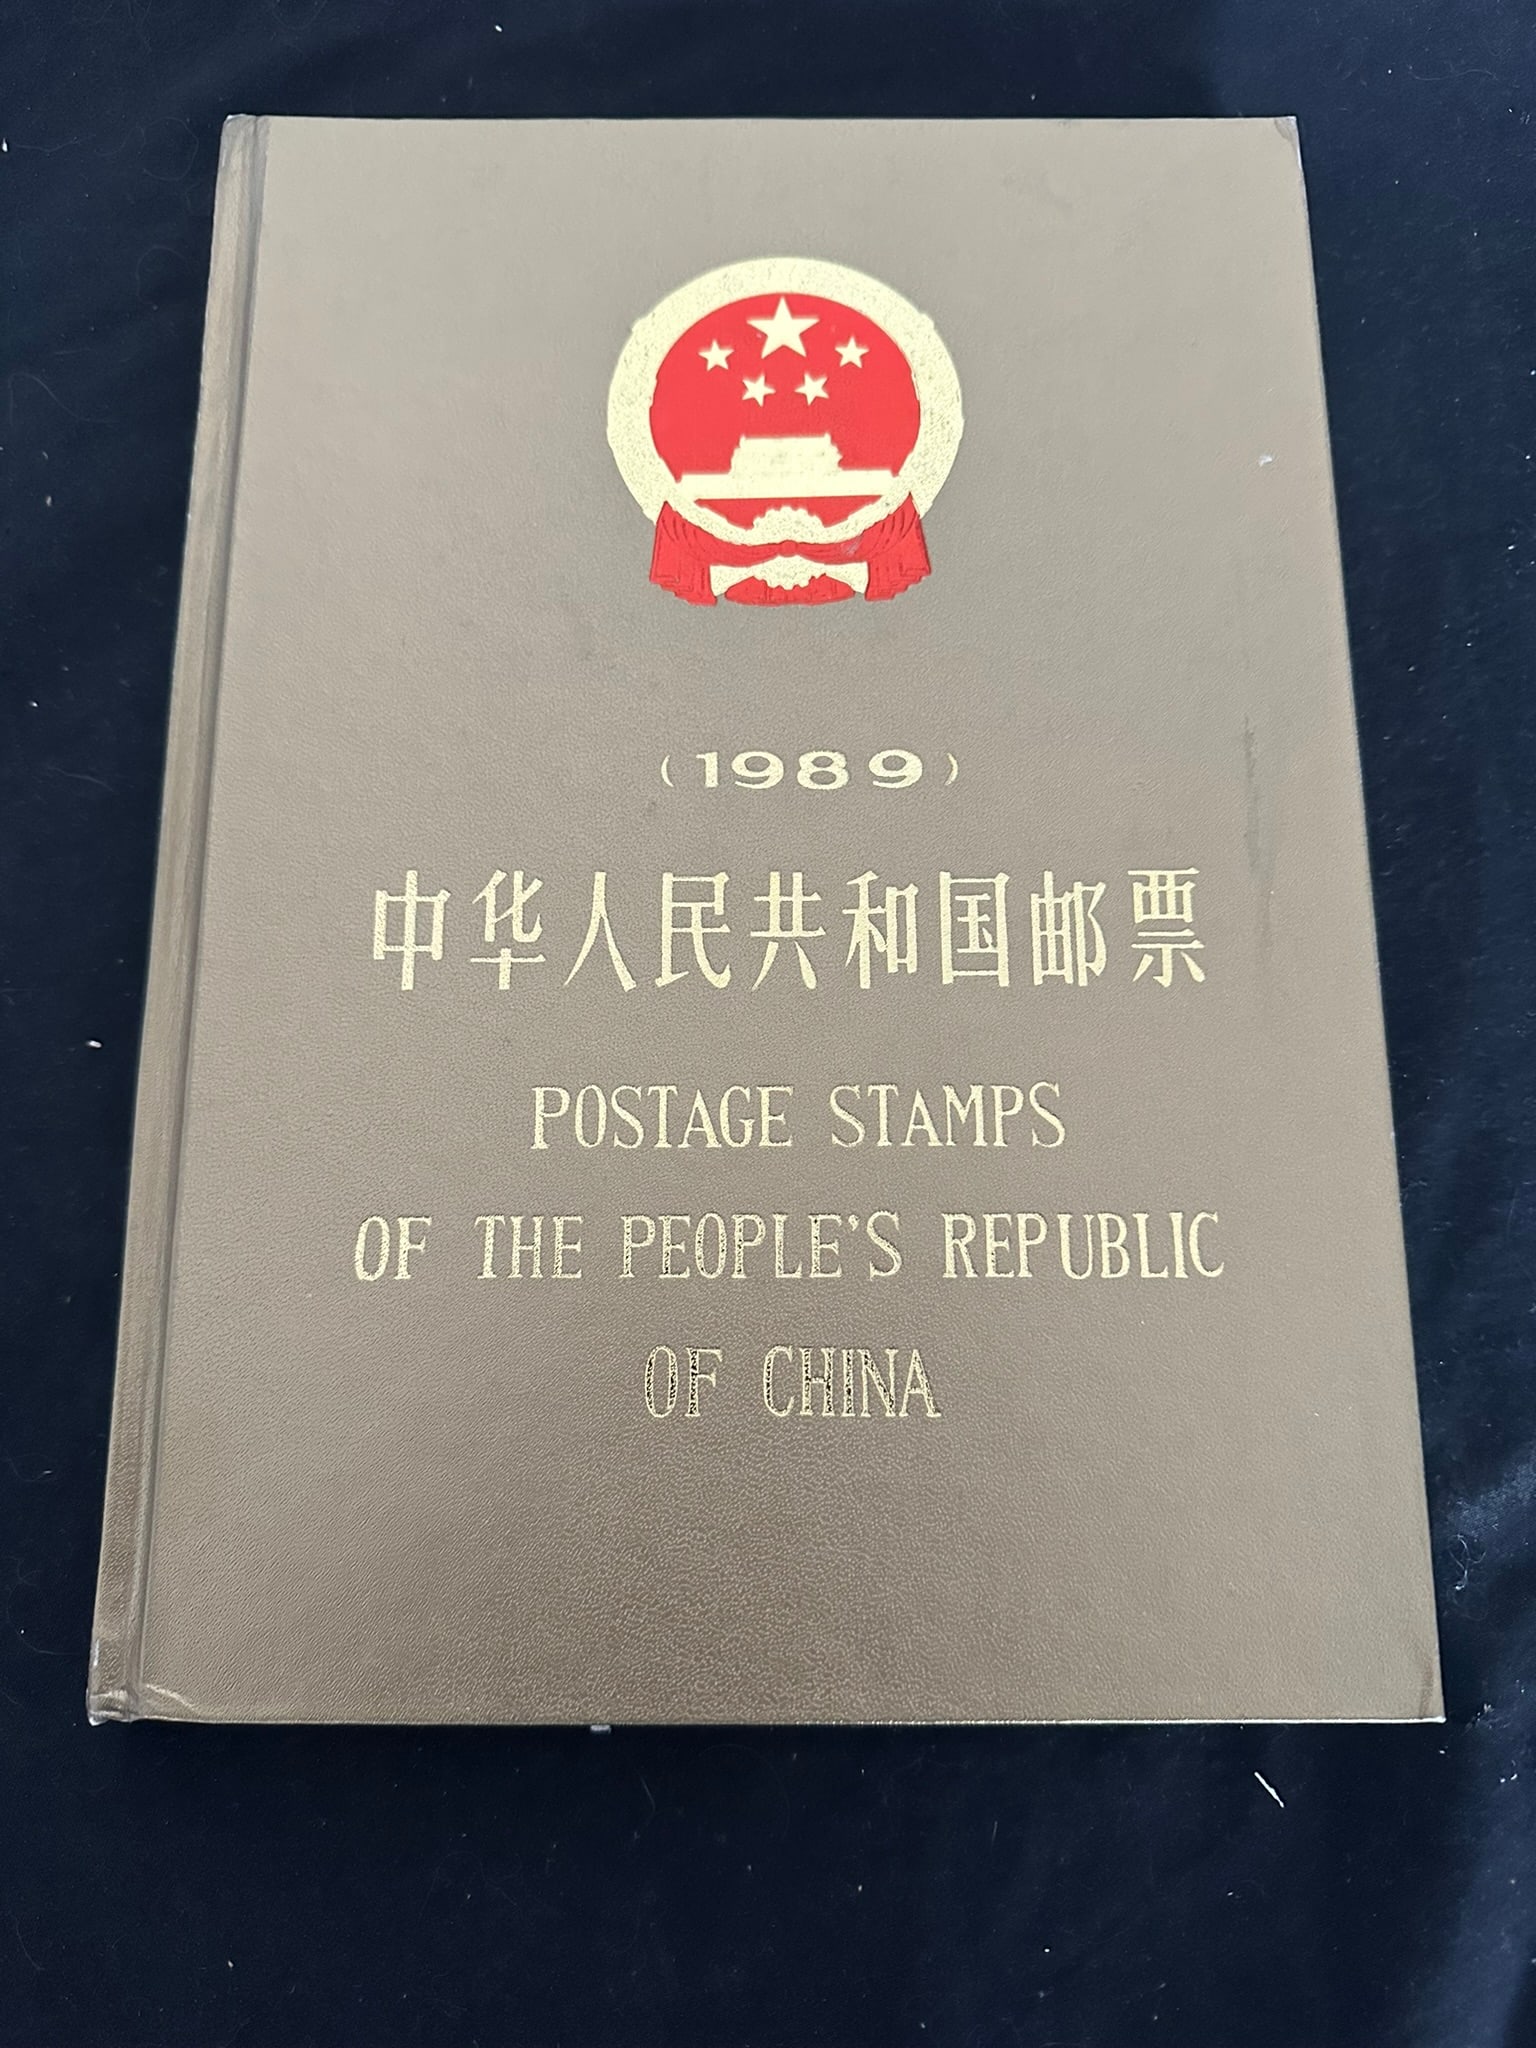 (1989)
中华人民共和国邮票
POSTAGE STAMPS
OF THE PEOPLE'S REPUBLIC
OF CHINA